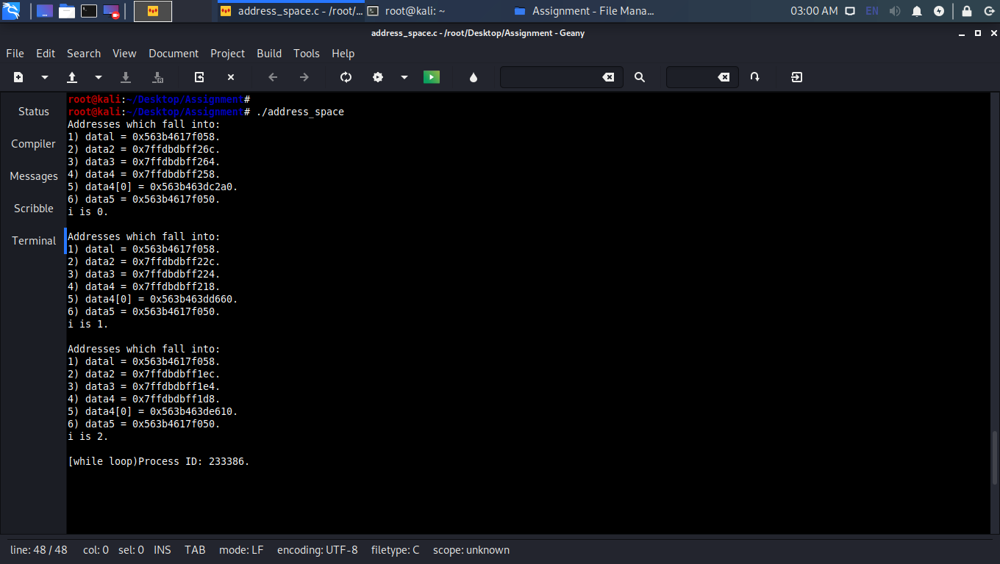 address_space.c - /root/...
root@kali: ~
Assignment - File Mana...
03:00 AM
EN
address_space.c - /root/Desktop/Assignment - Geany
File Edit Search View Document Project Build Tools Help
Status
Compiler
Messages
Scribble
Terminal
root@kali:~/Desktop/Assignment#
root@kali:~/Desktop/Assignment# ./address_space
Addresses which fall into:
1) datal = 0x563b4617f058.
2) data2 = 0x7ffdbdbff26c.
3) data3 = 0x7ffdbdbff264.
4) data4 = 0x7ffdbdbff258.
5) data4[0] = 0x563b463dc2a0.
6) data5 = 0x563b4617f050.
i is 0.
Addresses which fall into:
1) datal = 0x563b4617f058.
2) data2 = 0x7ffdbdbff22c.
3) data3 = 0x7ffdbdbff224.
4) data4 = 0x7ffdbdbff218.
5) data4[0] = 0x563b463dd660.
6) data5 = 0x563b4617f050.
i is 1.
Addresses which fall into:
1) datal = 0x563b4617f058.
2) data2 = 0x7ffdbdbff1ec.
3) data3 = 0x7ffdbdbff1e4.
4) data4 = 0x7ffdbdbff1d8.
5) data4[0] = 0x563b463de610.
6) data5 = 0x563b4617f050.
i is 2.
[while loop)Process ID: 233386.
line: 48 / 48 col: 0 sel: 0 INS TAB mode: LF encoding: UTF-8 filetype: C scope: unknown